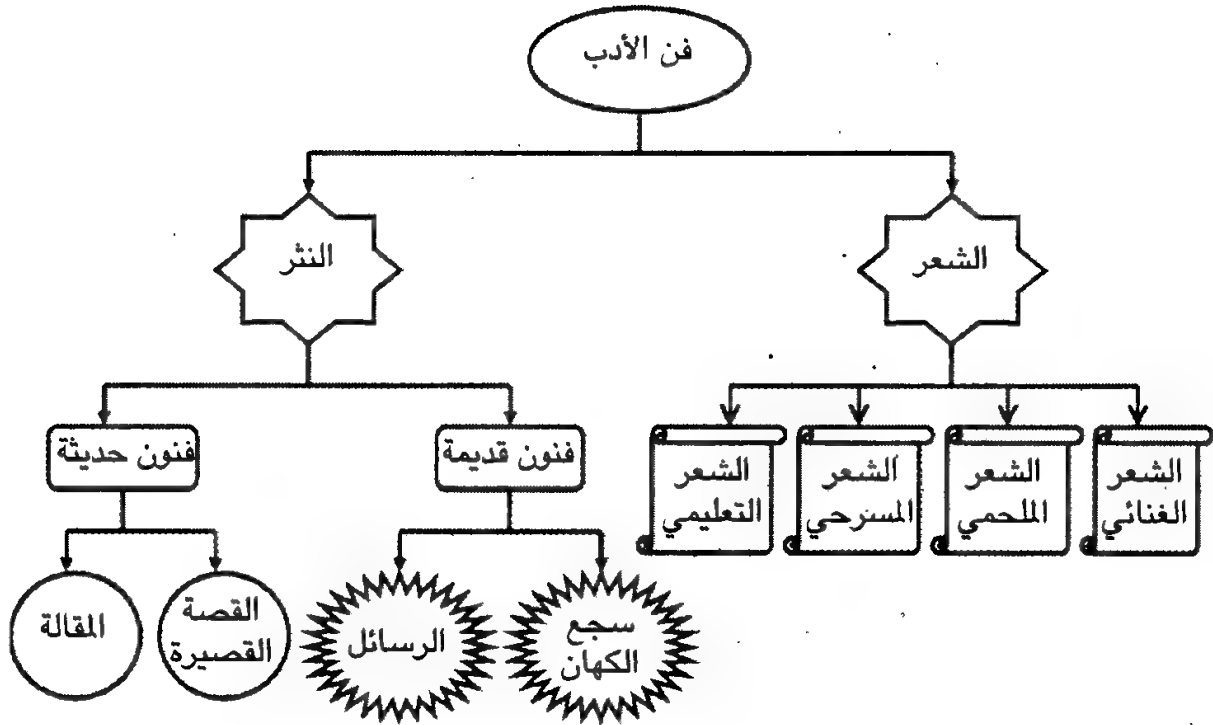 فن الأدب
الشعر
النثر
الشعر
الغنائي
الشعر
الملحمي
الشعر
المسرحي
الشعر
التعليمي
فنون قديمة
فنون حديثة
سجع
الكهان
الرسائل
القصة
القصيرة
المقالة